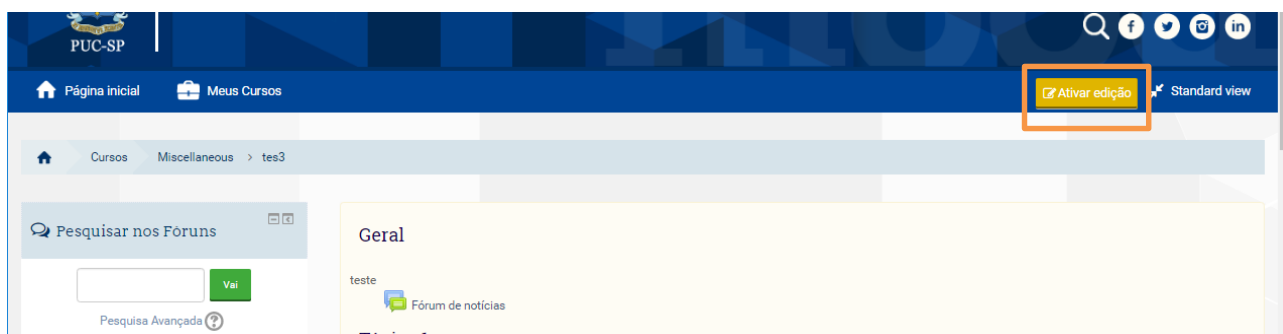 PUC-SP
Página inicial
Meus Cursos
Ativar edição
Standard view
Cursos
Miscellaneous > tes3
Pesquisar nos Fóruns
Vai
Pesquisa Avançada
Geral
teste
Fórum de notícias